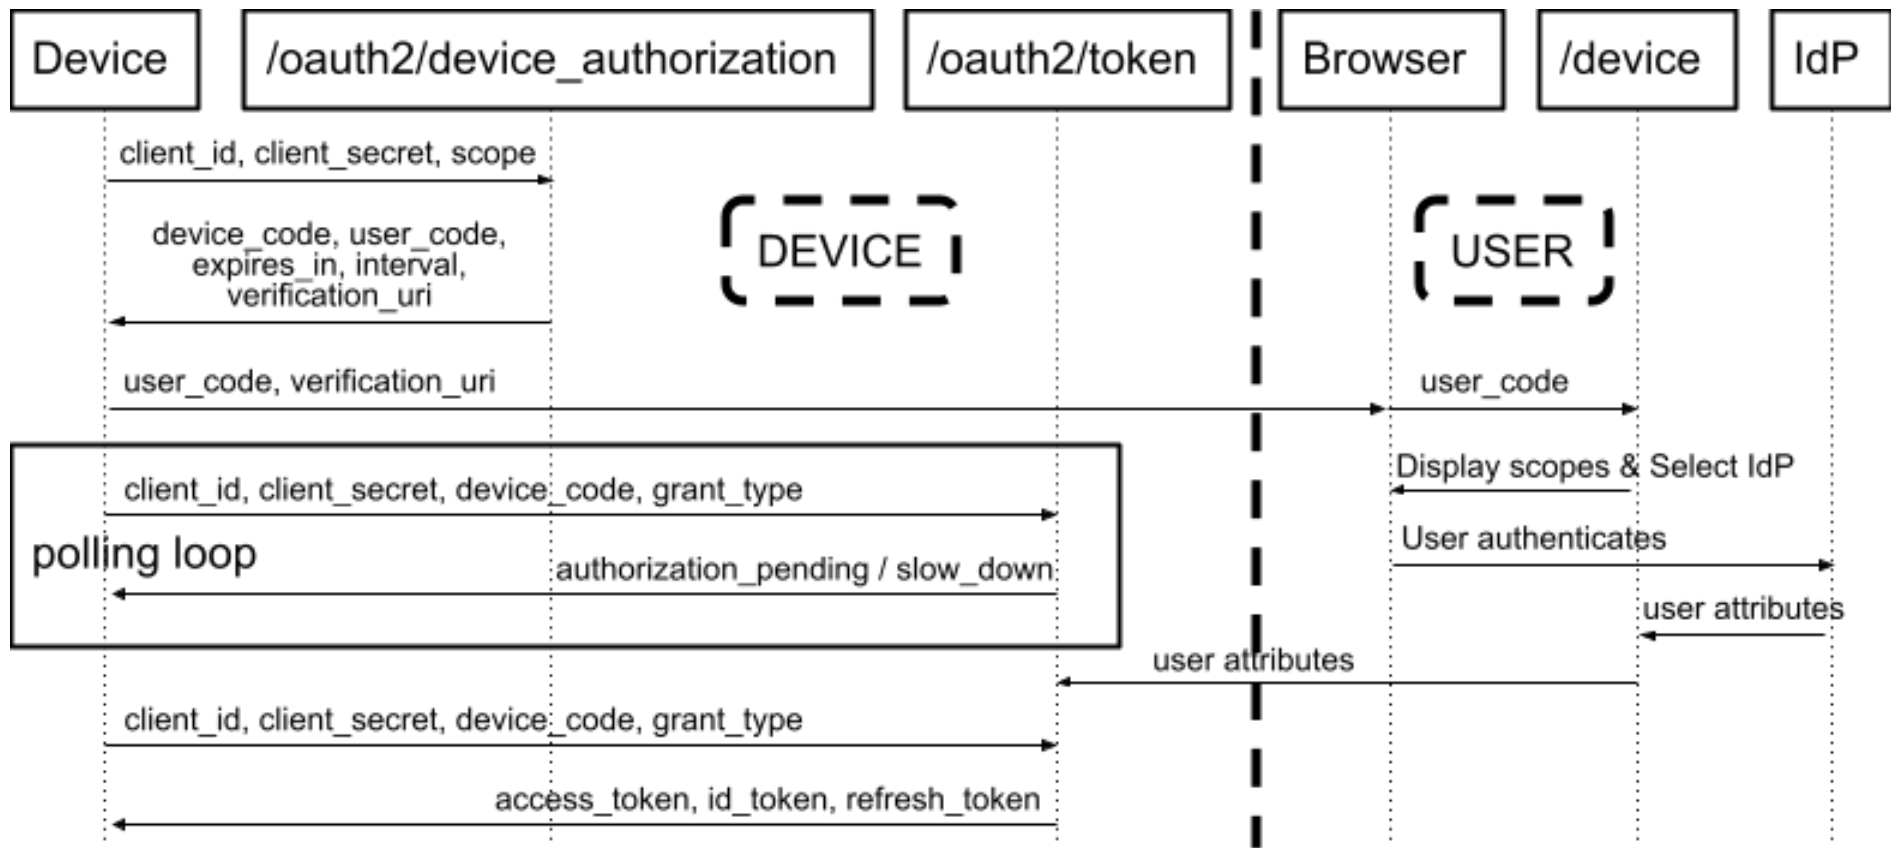 Device
/oauth2/device_authorization
/oauth2/token
Browser
/device
IdP
client_id, client_secret, scope
DEVICE
USER
device_code, user_code,
expires_in, interval,
verification_uri
user_code, verification_uri
user_code
Display scopes & Select IdP
client_id, client_secret, device_code, grant_type
User authenticates
polling loop
authorization_pending / slow_down
user attributes
user attributes
client_id, client_secret, device_code, grant_type
access_token, id_token, refresh_token